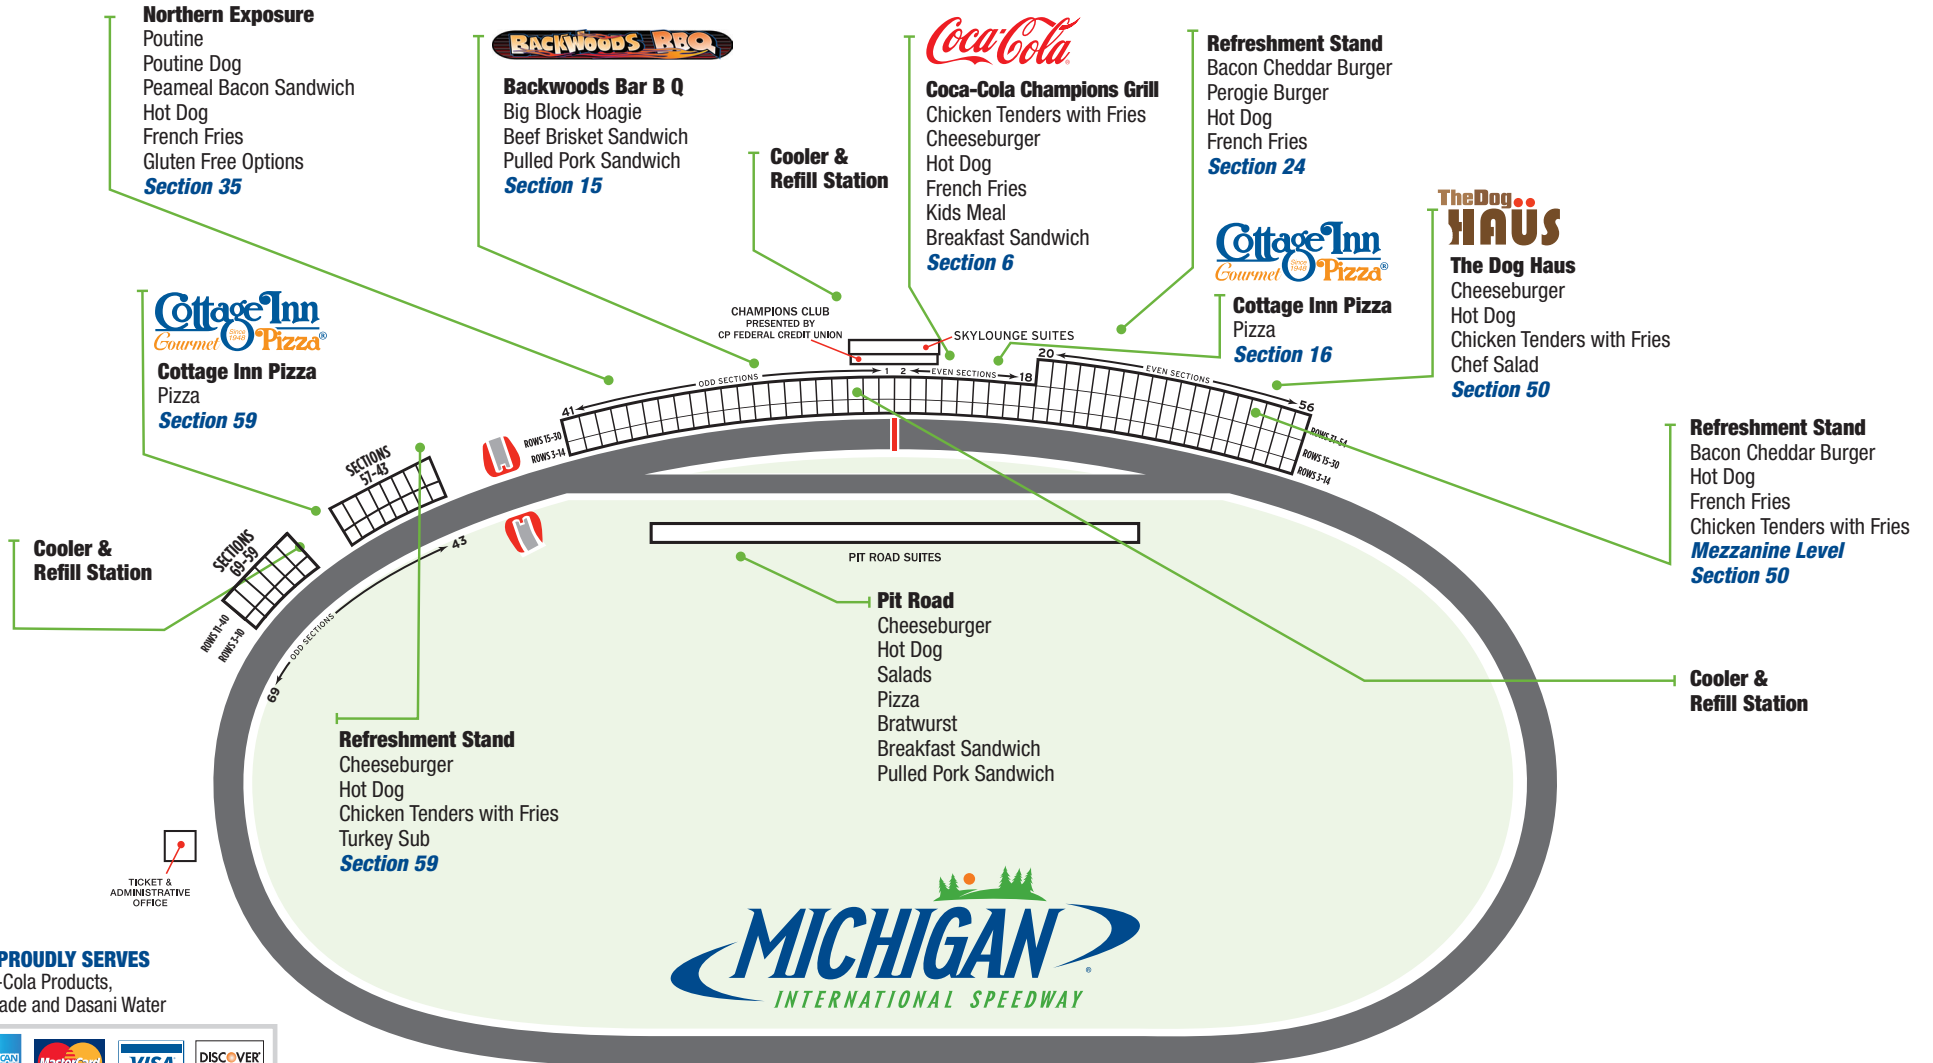 Northern Exposure
Poutine
Poutine Dog
Peameal Bacon Sandwich
Hot Dog
French Fries
Gluten Free Options
Section 35
BACKWOODS BBQ
Backwoods Bar B Q
Big Block Hoagie
Beef Brisket Sandwich
Pulled Pork Sandwich
Section 15
Cooler &
Refill Station
Coca-Cola
Coca-Cola Champions Grill
Chicken Tenders with Fries
Cheeseburger
Hot Dog
French Fries
Kids Meal
Breakfast Sandwich
Section 6
Refreshment Stand
Bacon Cheddar Burger
Perogie Burger
Hot Dog
French Fries
Section 24
Cottage Inn
Gourmet Since 1948 Pizza®
Cottage Inn Pizza
Pizza
Section 16
TheDog
HAÜS
The Dog Haus
Cheeseburger
Hot Dog
Chicken Tenders with Fries
Chef Salad
Section 50
Cottage Inn
Gourmet Since 1948 Pizza®
Cottage Inn Pizza
Pizza
Section 59
CHAMPIONS CLUB
PRESENTED BY
CP FEDERAL CREDIT UNION
SKYLOUNGE SUITES
41
ODD SECTIONS
1
2
EVEN SECTIONS
18
20
EVEN SECTIONS
56
ROWS 15-30
ROWS 3-14
ROWS 31-54
ROWS 15-30
ROWS 3-14
Refreshment Stand
Bacon Cheddar Burger
Hot Dog
French Fries
Chicken Tenders with Fries
Mezzanine Level
Section 50
SECTIONS
57-43
SECTIONS
69-59
ROWS 11-40
ROWS 3-10
69
ODD SECTIONS
43
Cooler &
Refill Station
PIT ROAD SUITES
Pit Road
Cheeseburger
Hot Dog
Salads
Pizza
Bratwurst
Breakfast Sandwich
Pulled Pork Sandwich
Cooler &
Refill Station
Refreshment Stand
Cheeseburger
Hot Dog
Chicken Tenders with Fries
Turkey Sub
Section 59
TICKET &
ADMINISTRATIVE
OFFICE
MICHIGAN®
INTERNATIONAL SPEEDWAY
PROUDLY SERVES
-Cola Products,
ade and Dasani Water
CAN
MasterCard
VISA
DISCOVER